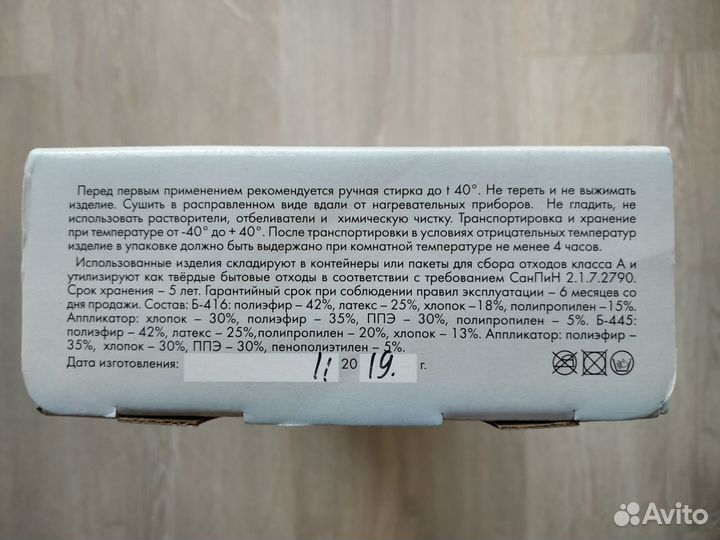 Перед первым применением рекомендуется ручная стирка до t 40°. Не тереть и не выжимать
изделие. Сушить в расправленном виде вдали от нагревательных приборов. Не гладить, не
использовать растворители, отбеливатели и химическую чистку. Транспортировка и хранение
при температуре от -40° до + 40°. После транспортировки в условиях отрицательных температур
изделие в упаковке должно быть выдержано при комнатной температуре не менее 4 часов.
Использованные изделия складируют в контейнеры или пакеты для сбора отходов класса А и
утилизируют как твёрдые бытовые отходы в соответствии с требованием СанПиН 2.1.7.2790.
Срок хранения – 5 лет. Гарантийный срок при соблюдении правил эксплуатации – 6 месяцев со
дня продажи. Состав: Б-416: полиэфир – 42%, латекс – 25%, хлопок -18%, полипропилен -15%.
Аппликатор: хлопок – 30%, полиэфир – 35%, ППЭ – 30%, полипропилен – 5%. Б-445:
полиэфир – 42%, латекс – 25%,полипропилен – 20%, хлопок – 13%. Аппликатор: полиэфир –
35%, хлопок – 30%, ППЭ – 30%, пенополиэтилен – 5%.
Дата изготовления: 11 20 19. г.
Avito